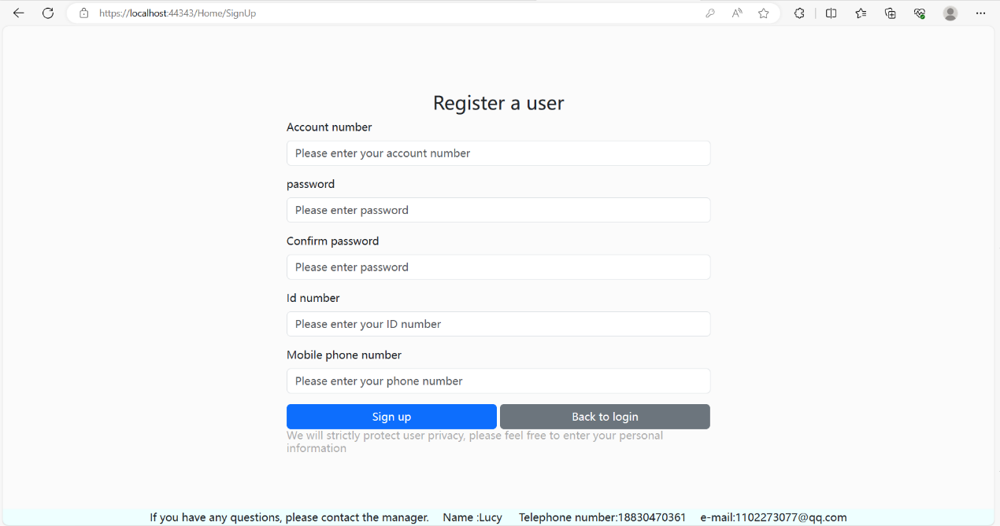 https://localhost:44343/Home/SignUp
Register a user
Account number
Please enter your account number
password
Please enter password
Confirm password
Please enter password
Id number
Please enter your ID number
Mobile phone number
Please enter your phone number
Sign up Back to login
We will strictly protect user privacy, please feel free to enter your personal
information
If you have any questions, please contact the manager. Name :Lucy Telephone number:18830470361 e-mail:1102273077@qq.com